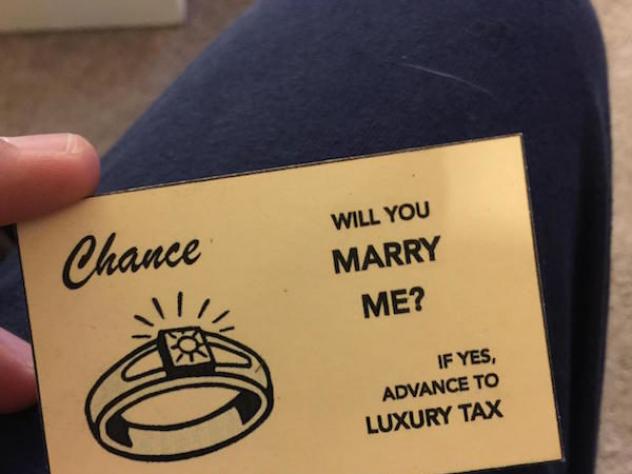 Chance
WILL YOU
MARRY
ME?
IF YES,
ADVANCE TO
LUXURY TAX